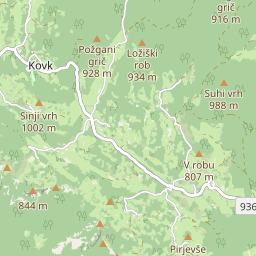 grič
916 m
Požgani
grič
928 m
Ložiški
rob
934 m
Kovk
Suhi vrh
988 m
Sinji vrh
1002 m
V robu
807 m
844 m
936
Pirjevše